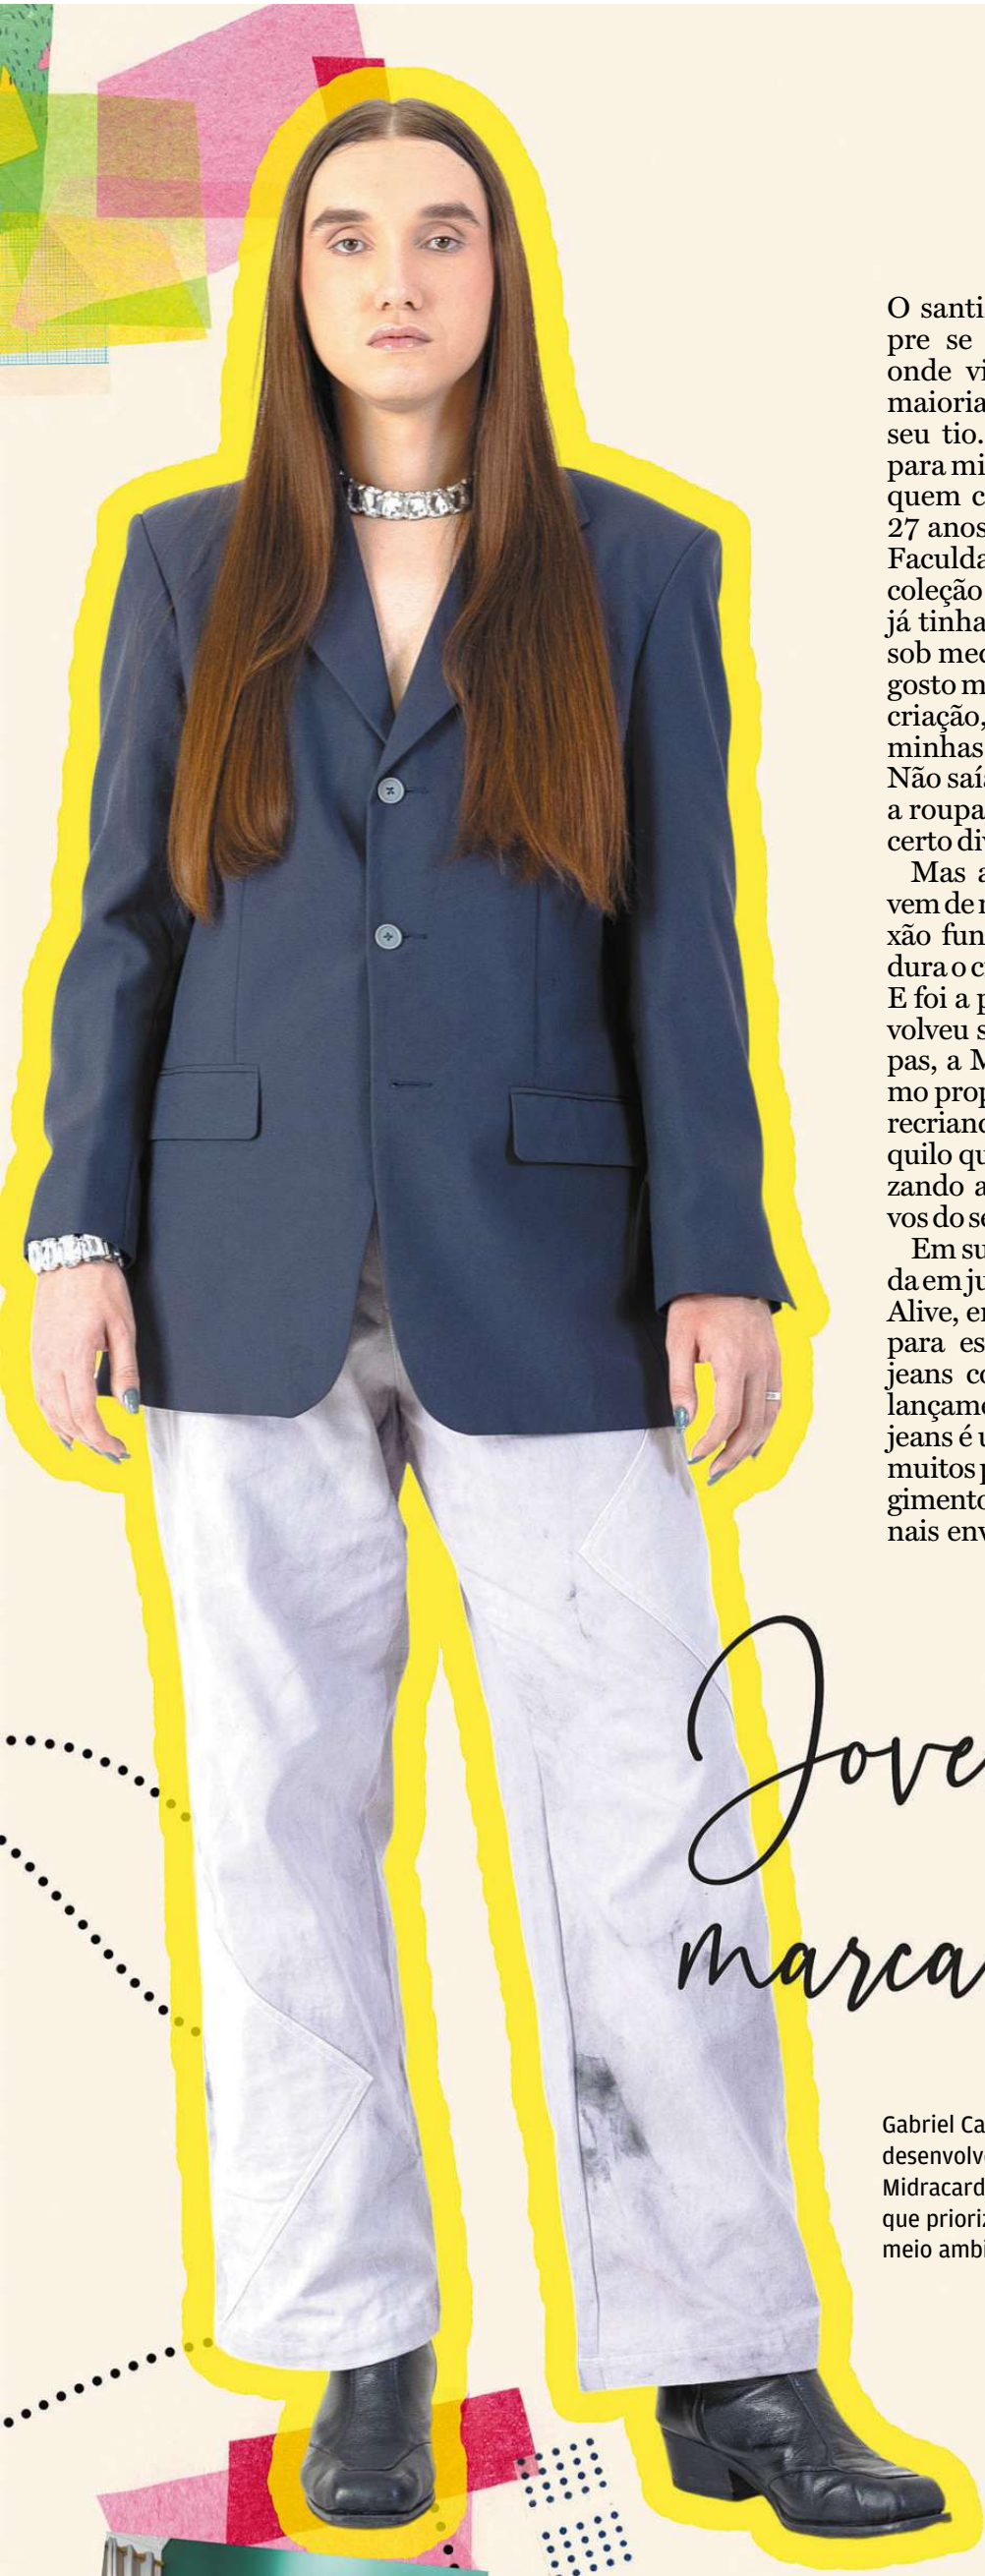 O santi
pre se
onde vi
maioria
seu tio.
para mi
quem c
27 anos
Faculda
coleção
já tinha
sob med
gosto m
criação,
minhas
Não saía
a roupa
certo div
Mas a
vem de r
xão fun
dura o c
E foi a p
volveu s
pas, a M
mo prop
recriand
quilo qu
zando a
vos do se
Em su
da em ju
Alive, e
para es
jeans co
lançame
jeans é u
muitos p
gimento
nais env
Jove
marca
Gabriel Ca
desenvolve
Midracard
que prioriz
meio ambi